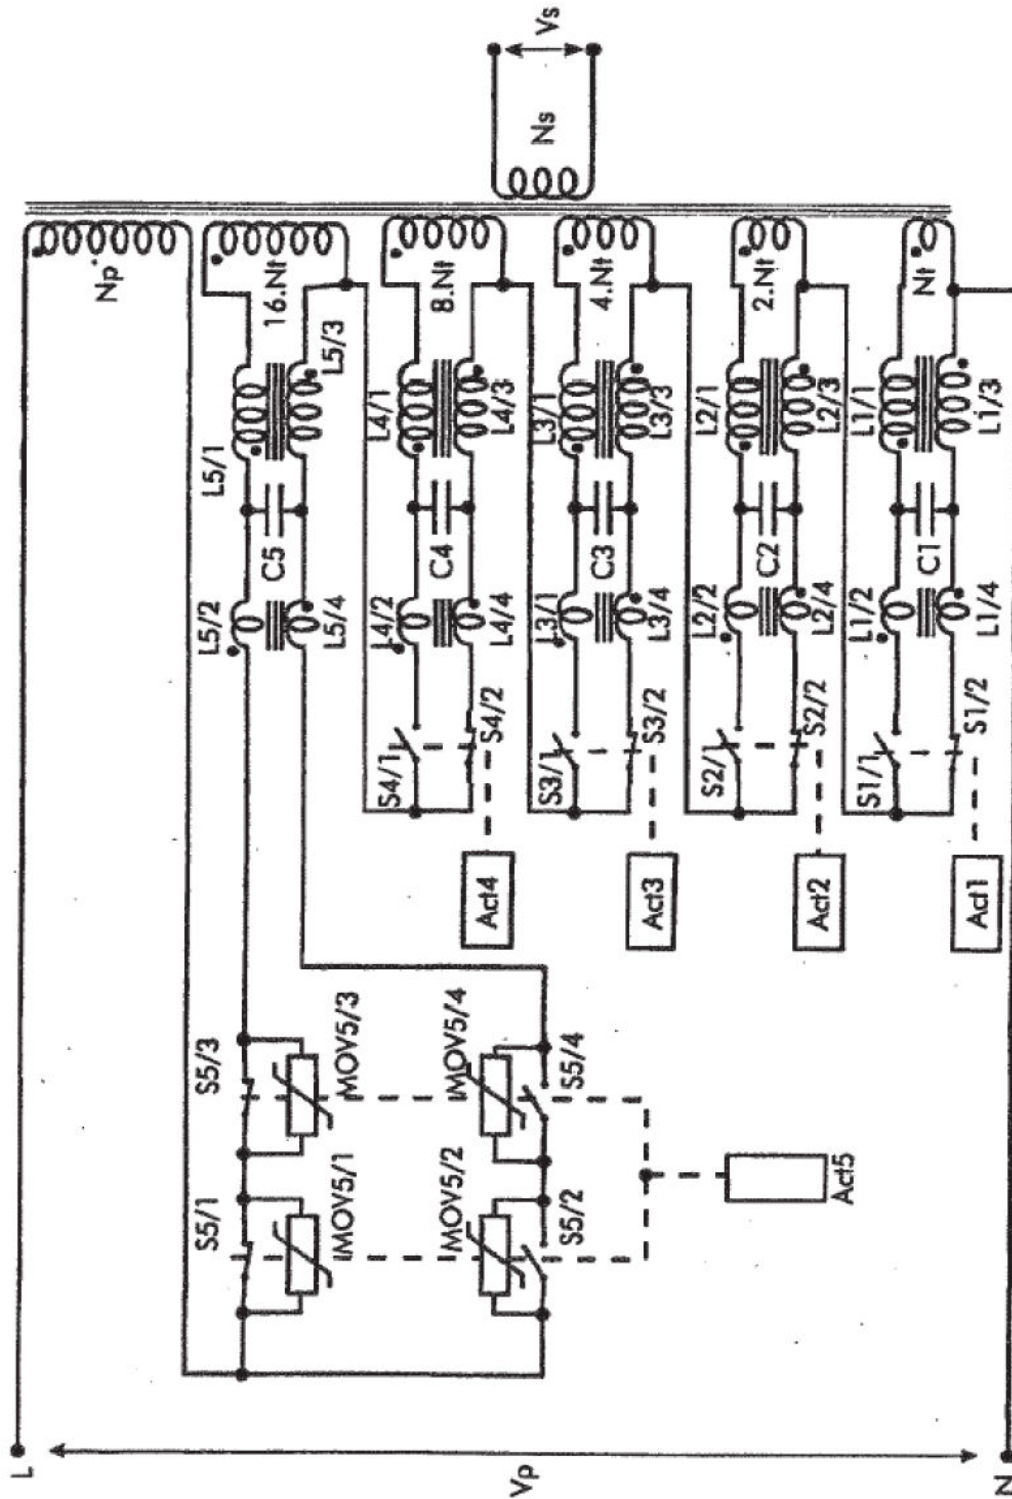 L
Vp
N
Np
16.Nt
8.Nt
4.Nt
2.Nt
Nt
Ns
Vs
L5/1
L5/2
L5/3
L5/4
C5
S5/1
S5/3
MOV5/1
MOV5/3
MOV5/2
MOV5/4
S5/2
S5/4
Act5
L4/1
L4/2
L4/3
L4/4
C4
S4/1
S4/2
Act4
L3/1
L3/1
L3/3
L3/4
C3
S3/1
S3/2
Act3
L2/1
L2/2
L2/3
L2/4
C2
S2/1
S2/2
Act2
L1/1
L1/2
L1/3
L1/4
C1
S1/1
S1/2
Act1